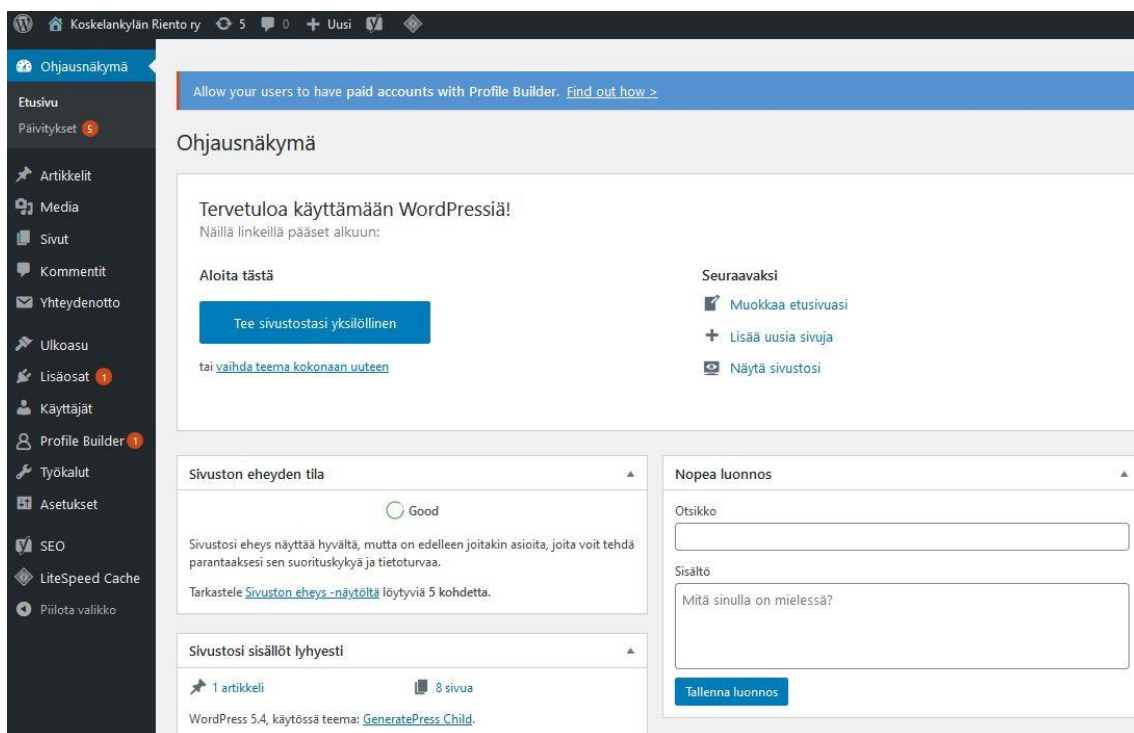 Koskelankylän Riento ry 5 0 + Uusi
Ohjausnäkymä
Etusivu
Päivitykset 5
Artikkelit
Media
Sivut
Kommentit
Yhteydenotto
Ulkoasu
Lisäosat 1
Käyttäjät
Profile Builder 1
Työkalut
Asetukset
SEO
LiteSpeed Cache
Piilota valikko
Allow your users to have paid accounts with Profile Builder. Find out how >
Ohjausnäkymä
Tervetuloa käyttämään WordPressiä!
Näillä linkeillä pääset alkuun:
Aloita tästä
Tee sivustostasi yksilöllinen
tai vaihda teema kokonaan uuteen
Seuraavaksi
Muokkaa etusivuasi
Lisää uusia sivuja
Näytä sivustosi
Sivuston eheyden tila
Good
Sivustosi eheys näyttää hyvältä, mutta on edelleen joitakin asioita, joita voit tehdä
parantaaksesi sen suorituskykyä ja tietoturvaa.
Tarkastele Sivuston eheys -näytöltä löytyviä 5 kohdetta.
Sivustosi sisällöt lyhyesti
1 artikkeli 8 sivua
WordPress 5.4, käytössä teema: GeneratePress Child.
Nopea luonnos
Otsikko
Sisältö
Mitä sinulla on mielessä?
Tallenna luonnos